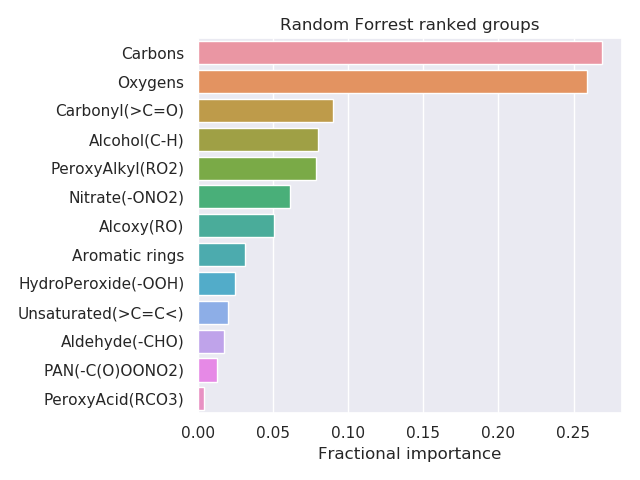 Random Forrest ranked groups
Carbons
Oxygens
Carbonyl(>C=O)
Alcohol(C-H)
PeroxyAlkyl(RO2)
Nitrate(-ONO2)
Alcoxy(RO)
Aromatic rings
HydroPeroxide(-OOH)
Unsaturated(>C=C<)
Aldehyde(-CHO)
PAN(-C(O)OONO2)
PeroxyAcid(RCO3)
0.00 0.05 0.10 0.15 0.20 0.25
Fractional importance